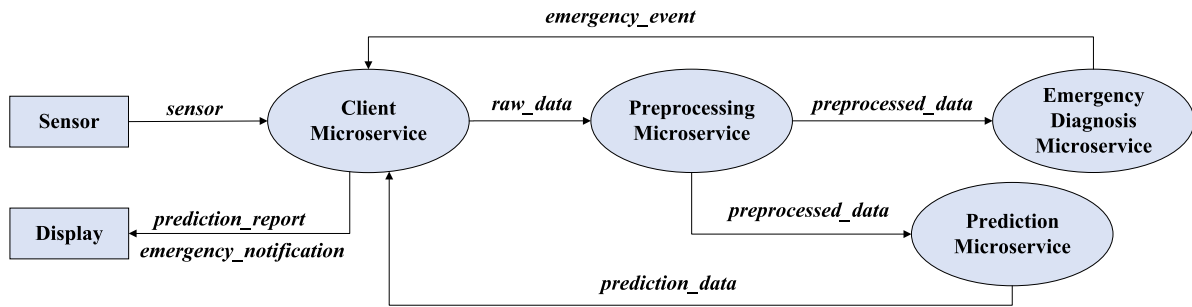 emergency_event
Sensor
sensor
Client
Microservice
raw_data
Preprocessing
Microservice
preprocessed_data
Emergency
Diagnosis
Microservice
Display
prediction_report
emergency_notification
preprocessed_data
Prediction
Microservice
prediction_data